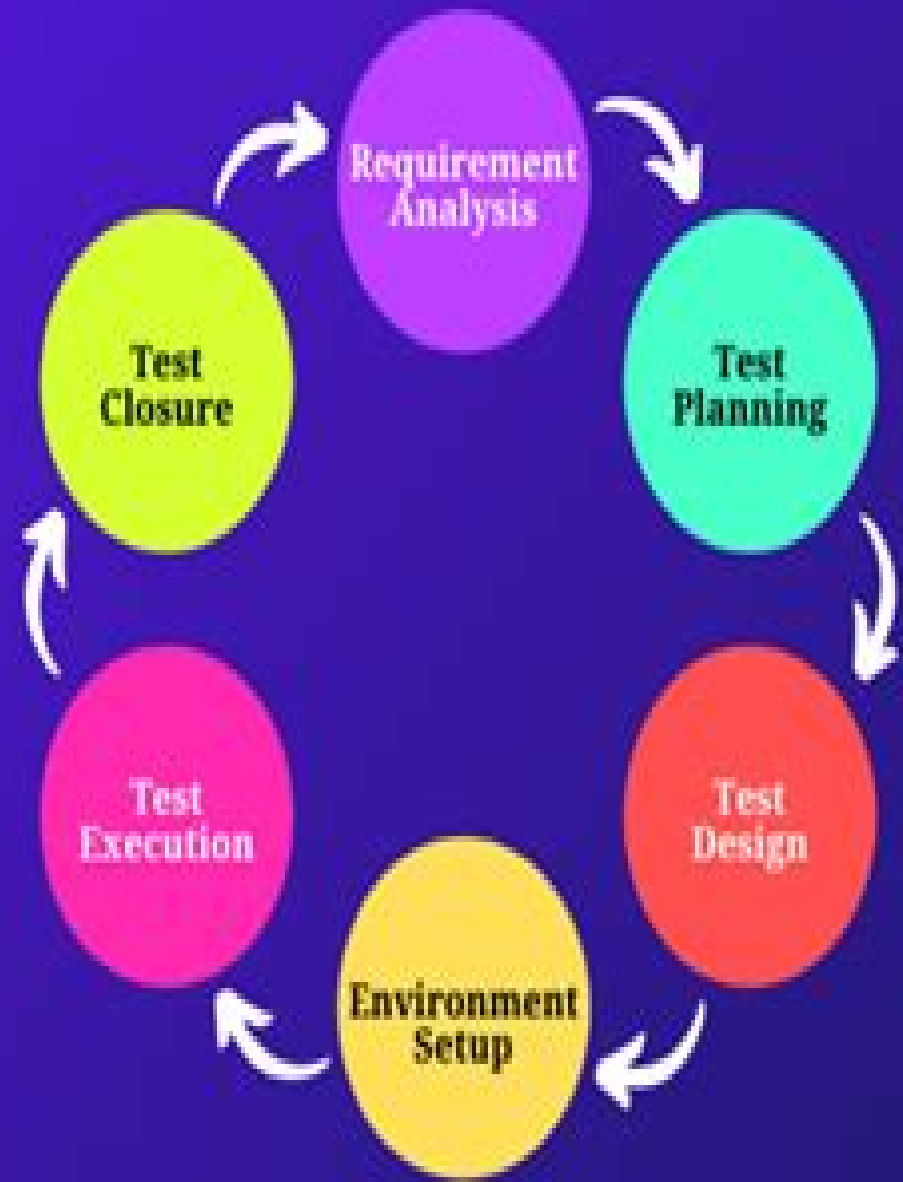 Requirement
Analysis
Test
Planning
Test
Design
Environment
Setup
Test
Execution
Test
Closure